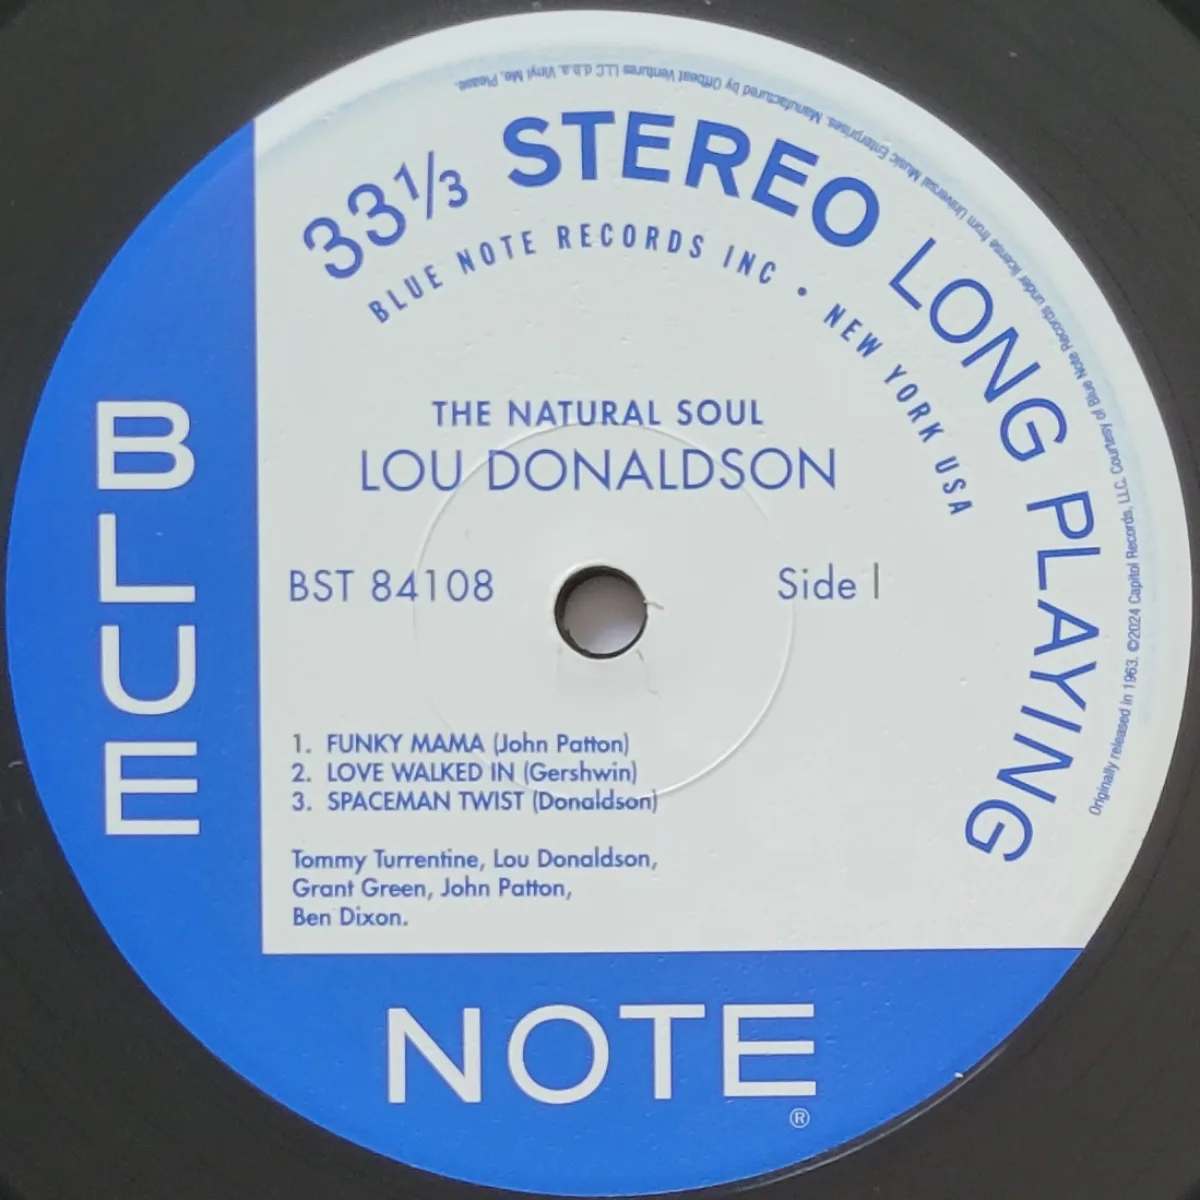 33⅓ STEREO LONG PLAYING
BLUE NOTE RECORDS INC • NEW YORK USA
THE NATURAL SOUL
LOU DONALDSON
BST 84108
Side 1
1. FUNKY MAMA (John Patton)
2. LOVE WALKED IN (Gershwin)
3. SPACEMAN TWIST (Donaldson)
Tommy Turrentine, Lou Donaldson,
Grant Green, John Patton,
Ben Dixon.
BLUE
NOTE
®
Originally released in 1963. ©2024 Capitol Records, LLC. Courtesy of Blue Note Records under license from Universal Music Enterprises. Manufactured by Offbeat Ventures LLC d.b.a. Vinyl Me, Please.